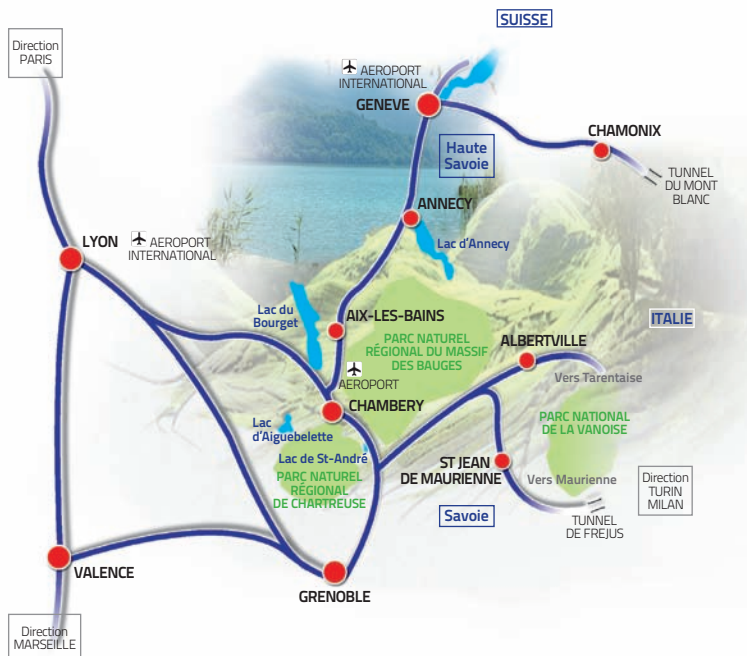 SUISSE
Direction
PARIS
AEROPORT
INTERNATIONAL
GENEVE
CHAMONIX
Haute
Savoie
TUNNEL
DU MONT
BLANC
ANNECY
LYON
AEROPORT
INTERNATIONAL
Lac d'Annecy
Lac du
Bourget
AIX-LES-BAINS
ITALIE
PARC NATUREL
RÉGIONAL DU MASSIF
DES BAUGES
ALBERTVILLE
AEROPORT
Vers Tarentaise
CHAMBERY
PARC NATIONAL
DE LA VANOISE
Lac
d'Aiguebelette
Lac de St-André
PARC NATUREL
RÉGIONAL
DE CHARTREUSE
ST JEAN
DE MAURIENNE
Vers Maurienne
Direction
TURIN
MILAN
Savoie
TUNNEL
DE FREJUS
VALENCE
GRENOBLE
Direction
MARSEILLE